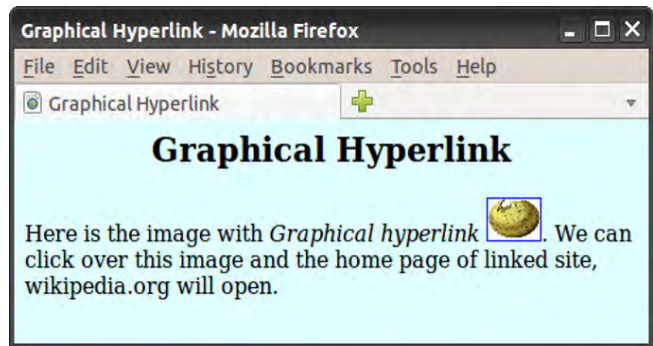 Graphical Hyperlink - Mozilla Firefox
File Edit View History Bookmarks Tools Help
Graphical Hyperlink
Graphical Hyperlink
Here is the image with Graphical hyperlink . We can
click over this image and the home page of linked site,
wikipedia.org will open.